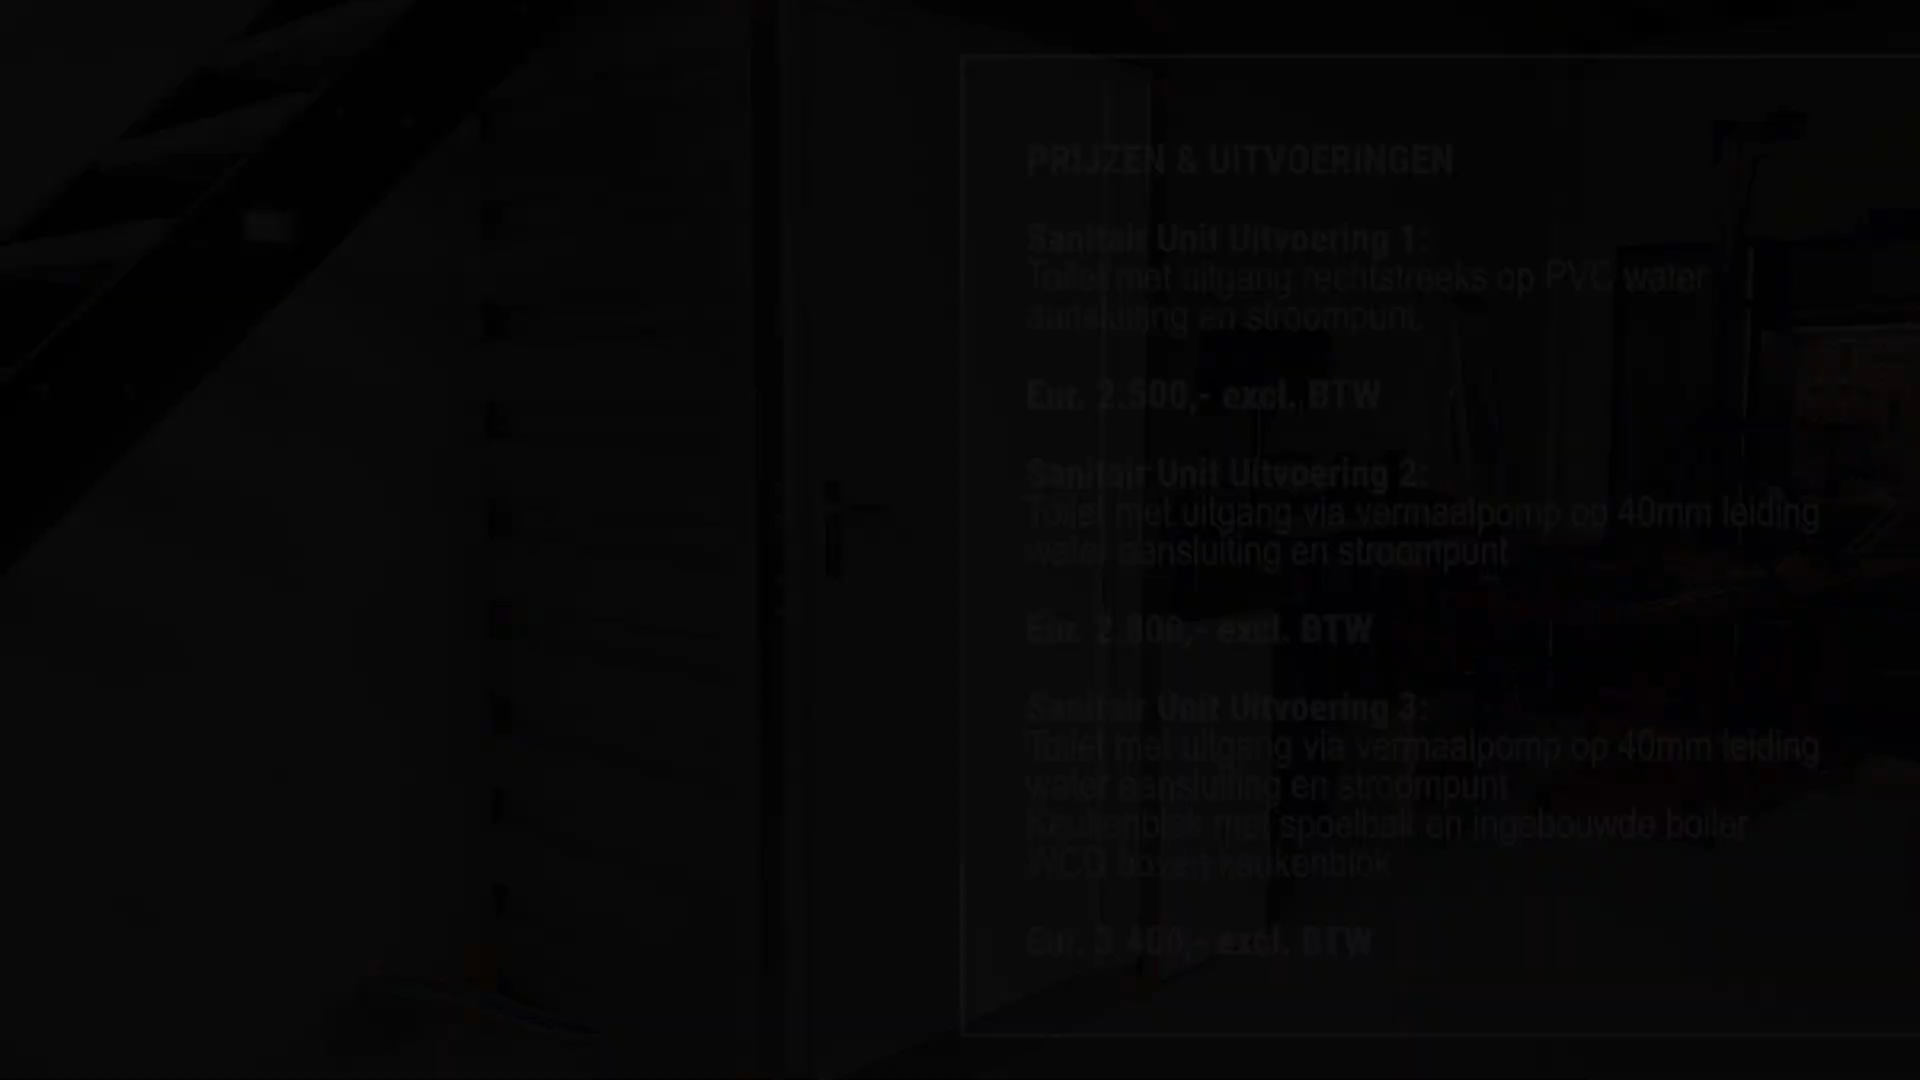 PRIJZEN & UITVOERINGEN
Sanitair Unit Uitvoering 1:
Toilet met uitgang rechtstreeks op PVC water
aansluiting en stroompunt.
Eur. 2.500,- excl. BTW
Sanitair Unit Uitvoering 2:
Toilet met uitgang via vermaalpomp op 40mm leiding
water aansluiting en stroompunt
Eur. 2.800,- excl. BTW
Sanitair Unit Uitvoering 3:
Toilet met uitgang via vermaalpomp op 40mm leiding
water aansluiting en stroompunt
Keukenblok met spoelbak en ingebouwde boiler
WCD boven keukenblok
Eur. 3.400,- excl. BTW